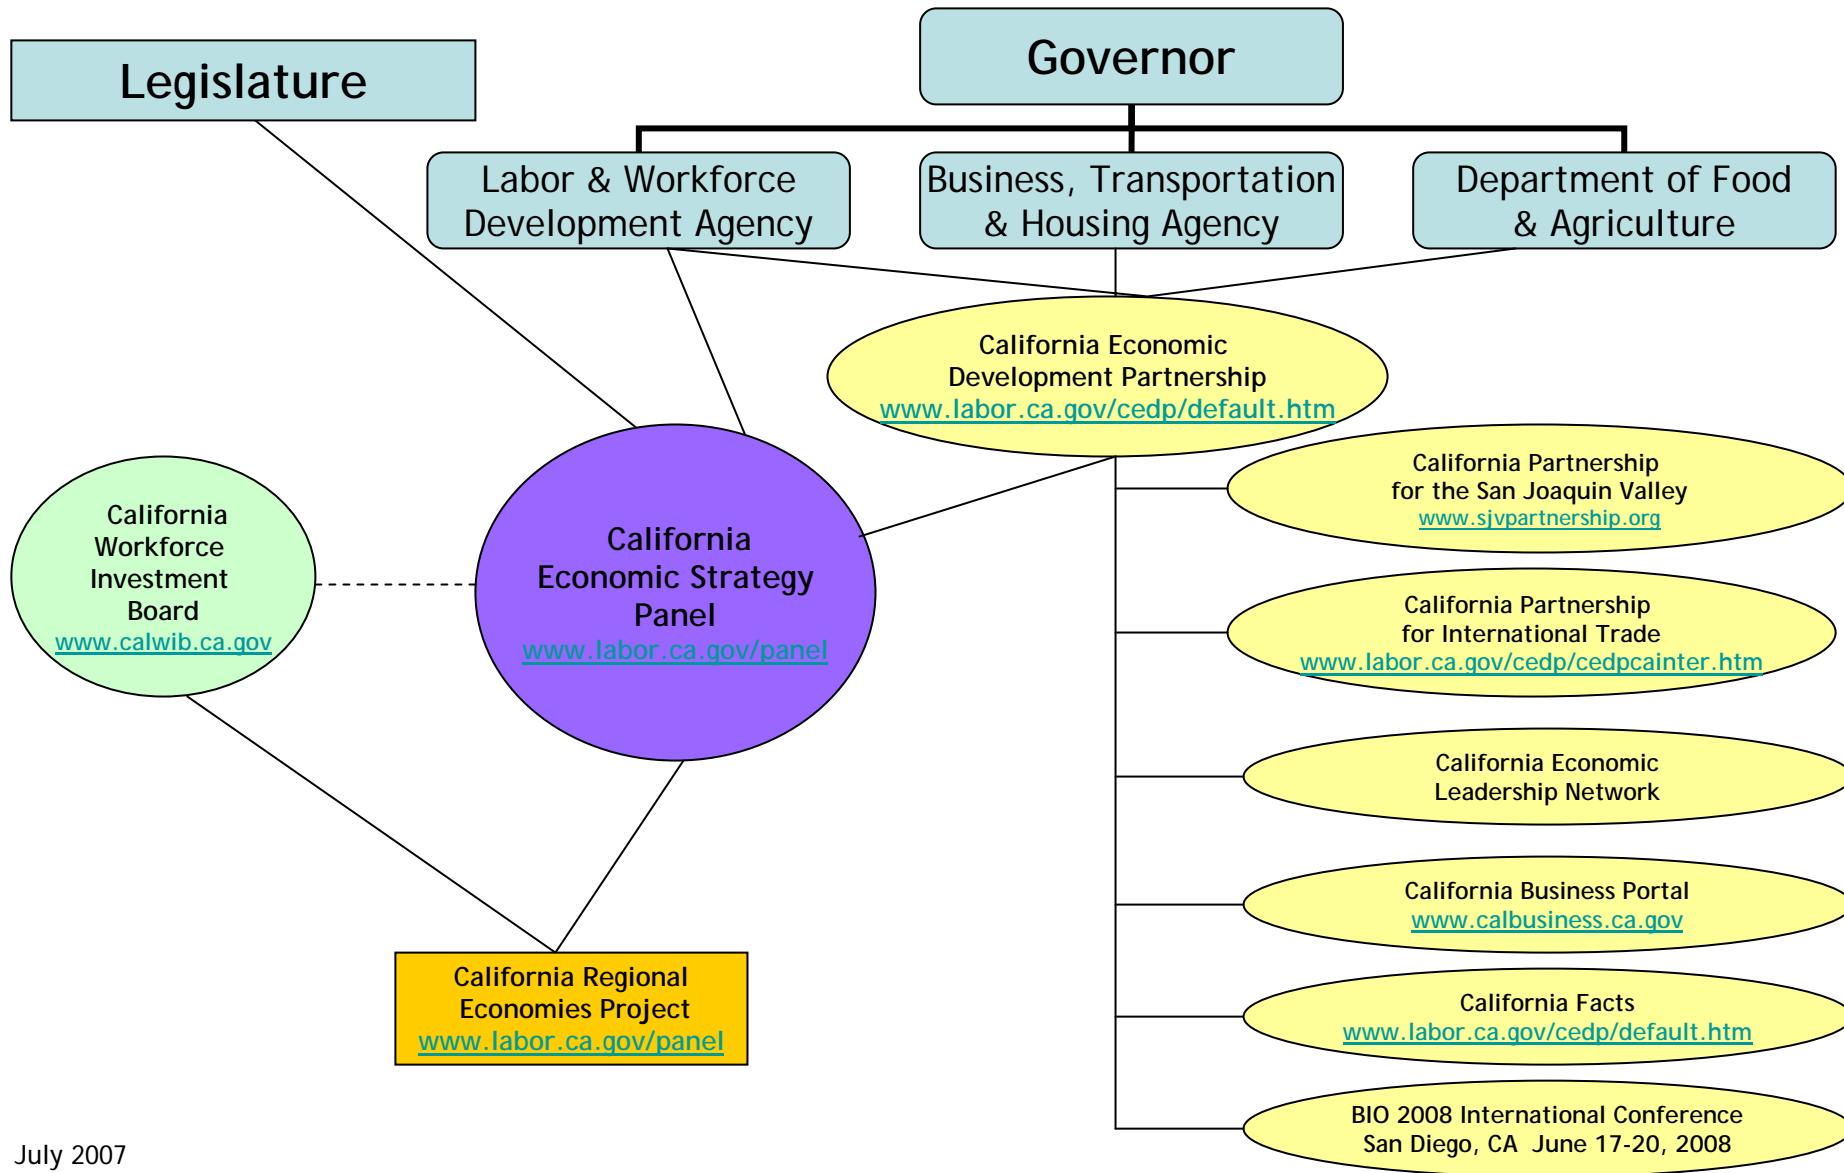 Legislature
Governor
Labor & Workforce
Development Agency
Business, Transportation
& Housing Agency
Department of Food
& Agriculture
California Economic
Development Partnership
www.labor.ca.gov/cedp/default.htm
California
Workforce
Investment
Board
www.calwib.ca.gov
California
Economic Strategy
Panel
www.labor.ca.gov/panel
California Partnership
for the San Joaquin Valley
www.sjvpartnership.org
California Partnership
for International Trade
www.labor.ca.gov/cedp/cedpcainter.htm
California Economic
Leadership Network
California Business Portal
www.calbusiness.ca.gov
California Regional
Economies Project
www.labor.ca.gov/panel
California Facts
www.labor.ca.gov/cedp/default.htm
BIO 2008 International Conference
San Diego, CA June 17-20, 2008
July 2007